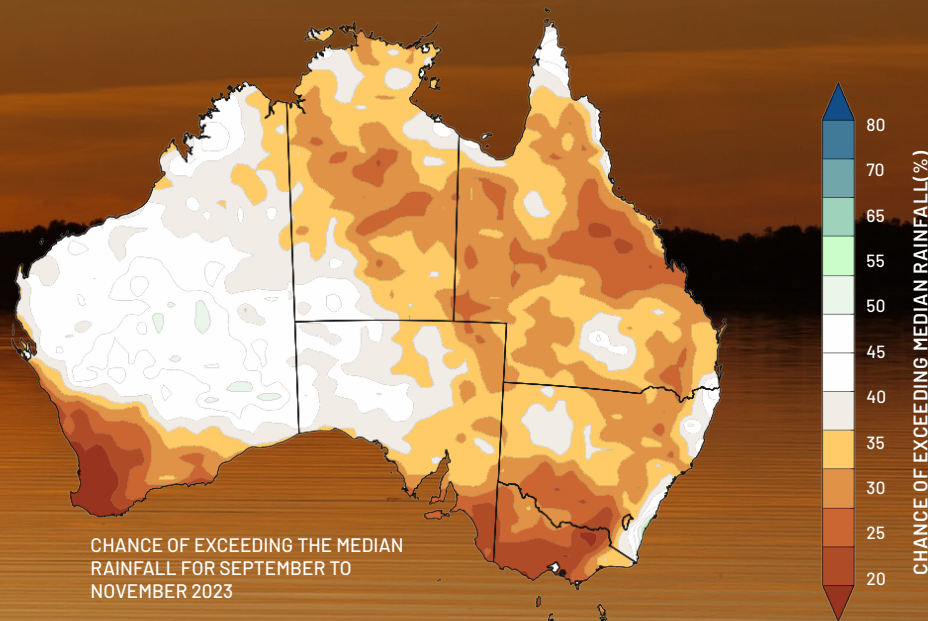 80
70
65
55
50
45
40
35
30
25
20
CHANCE OF EXCEEDING MEDIAN RAINFALL(%)
CHANCE OF EXCEEDING THE MEDIAN
RAINFALL FOR SEPTEMBER TO
NOVEMBER 2023